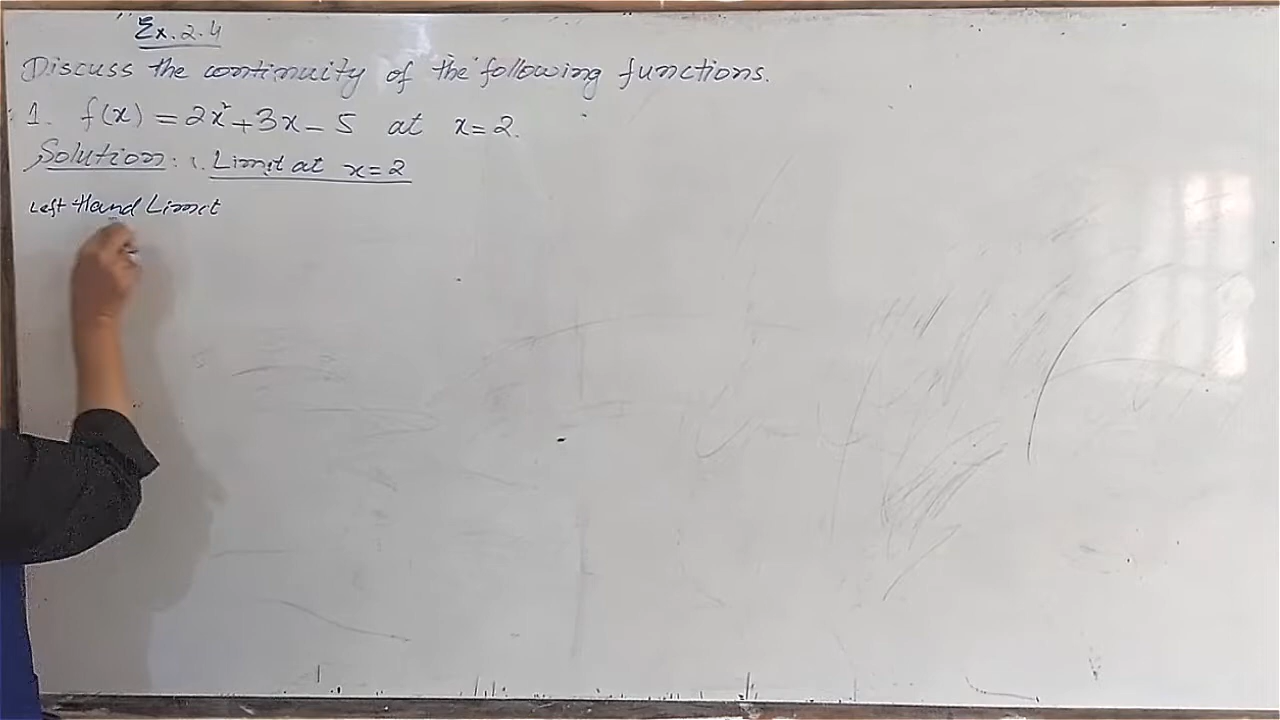 Ex. 2.4
Discuss the continuity of the following functions.
1. f(x) = 2x²+3x-5 at x=2.
Solution: 1. Limit at x=2
Left Hand Limit